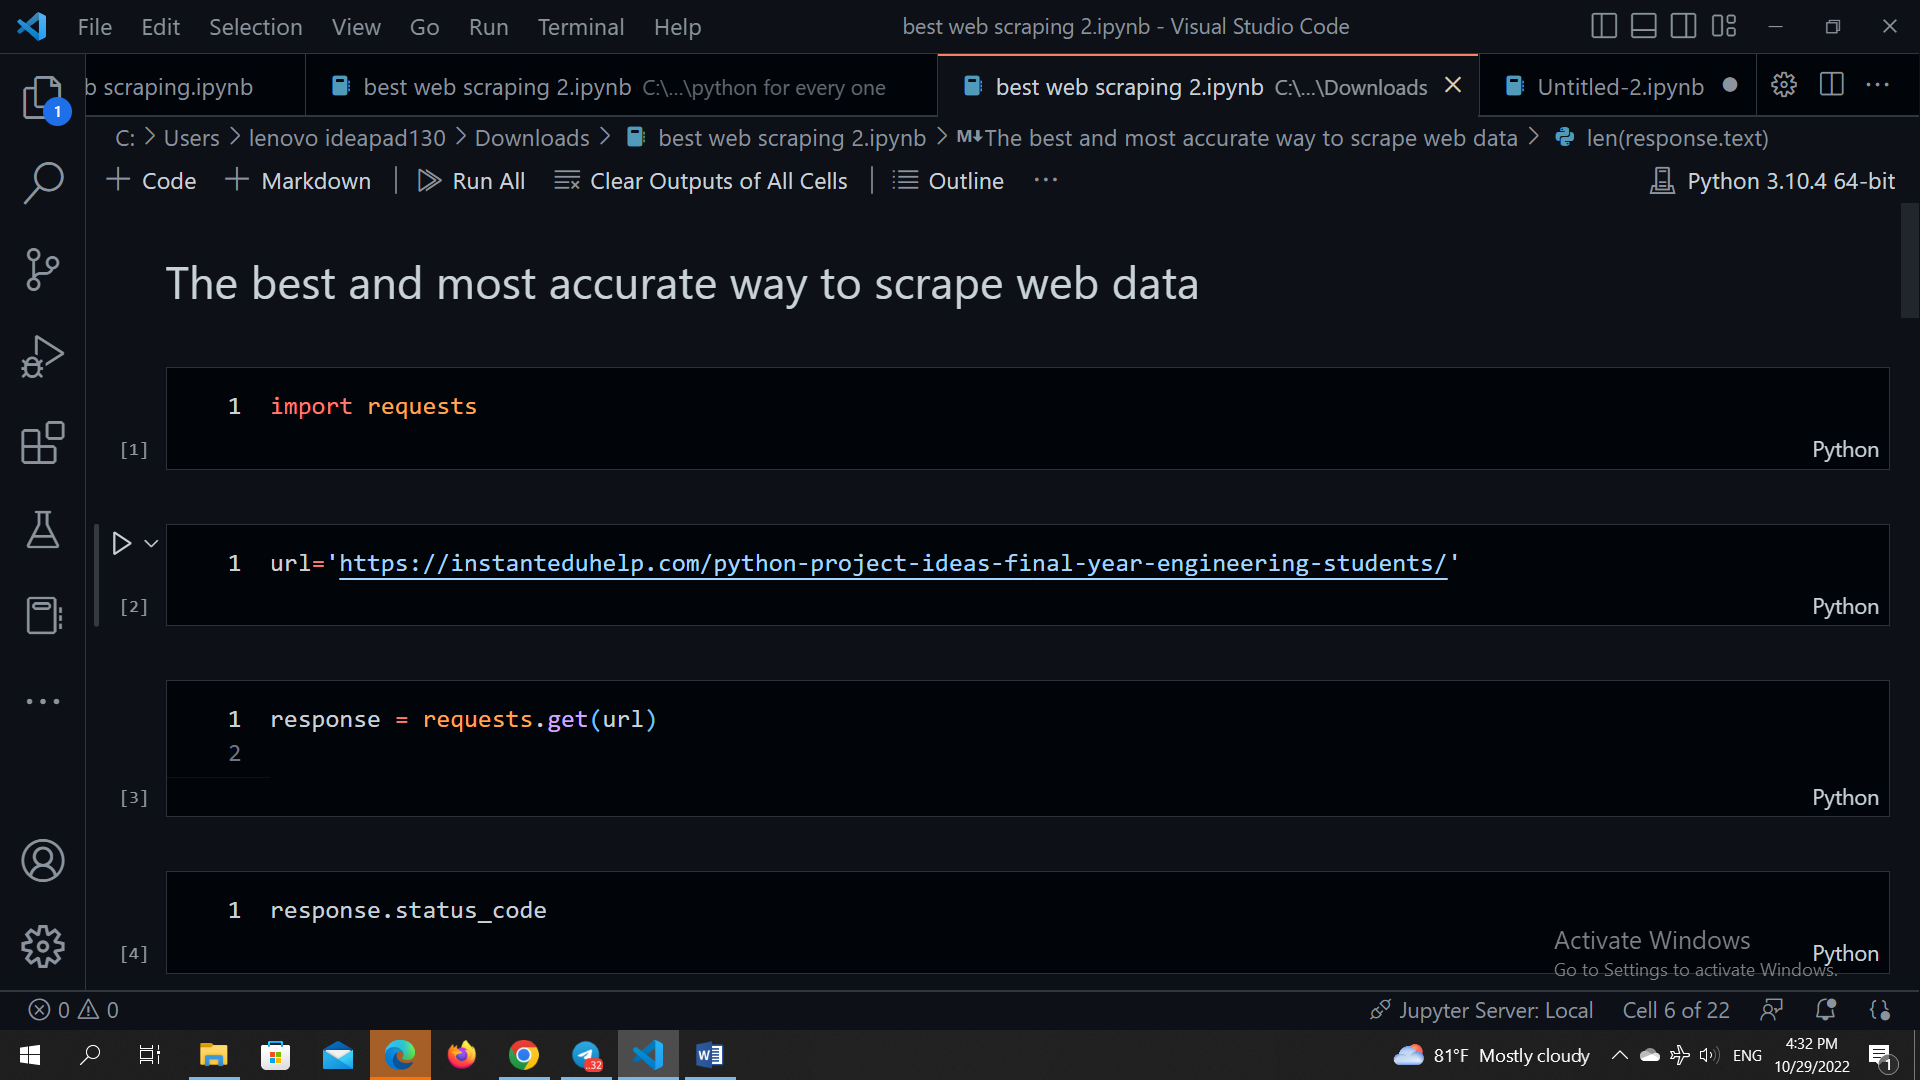 File Edit Selection View Go Run Terminal Help best web scraping 2.ipynb - Visual Studio Code
b scraping.ipynb best web scraping 2.ipynb C:\...\python for every one best web scraping 2.ipynb C:\...\Downloads Untitled-2.ipynb
1
C: > Users > lenovo ideapad130 > Downloads > best web scraping 2.ipynb > M↓The best and most accurate way to scrape web data > len(response.text)
+ Code + Markdown | Run All Clear Outputs of All Cells | Outline ... Python 3.10.4 64-bit
The best and most accurate way to scrape web data
1 import requests
[1] Python
1 url='https://instanteduhelp.com/python-project-ideas-final-year-engineering-students/'
[2] Python
1 response = requests.get(url)
2
[3] Python
1 response.status_code
[4] Python
Activate Windows
Go to Settings to activate Windows.
0 0 Jupyter Server: Local Cell 6 of 22
..32 W 81°F Mostly cloudy ENG 4:32 PM
10/29/2022 1